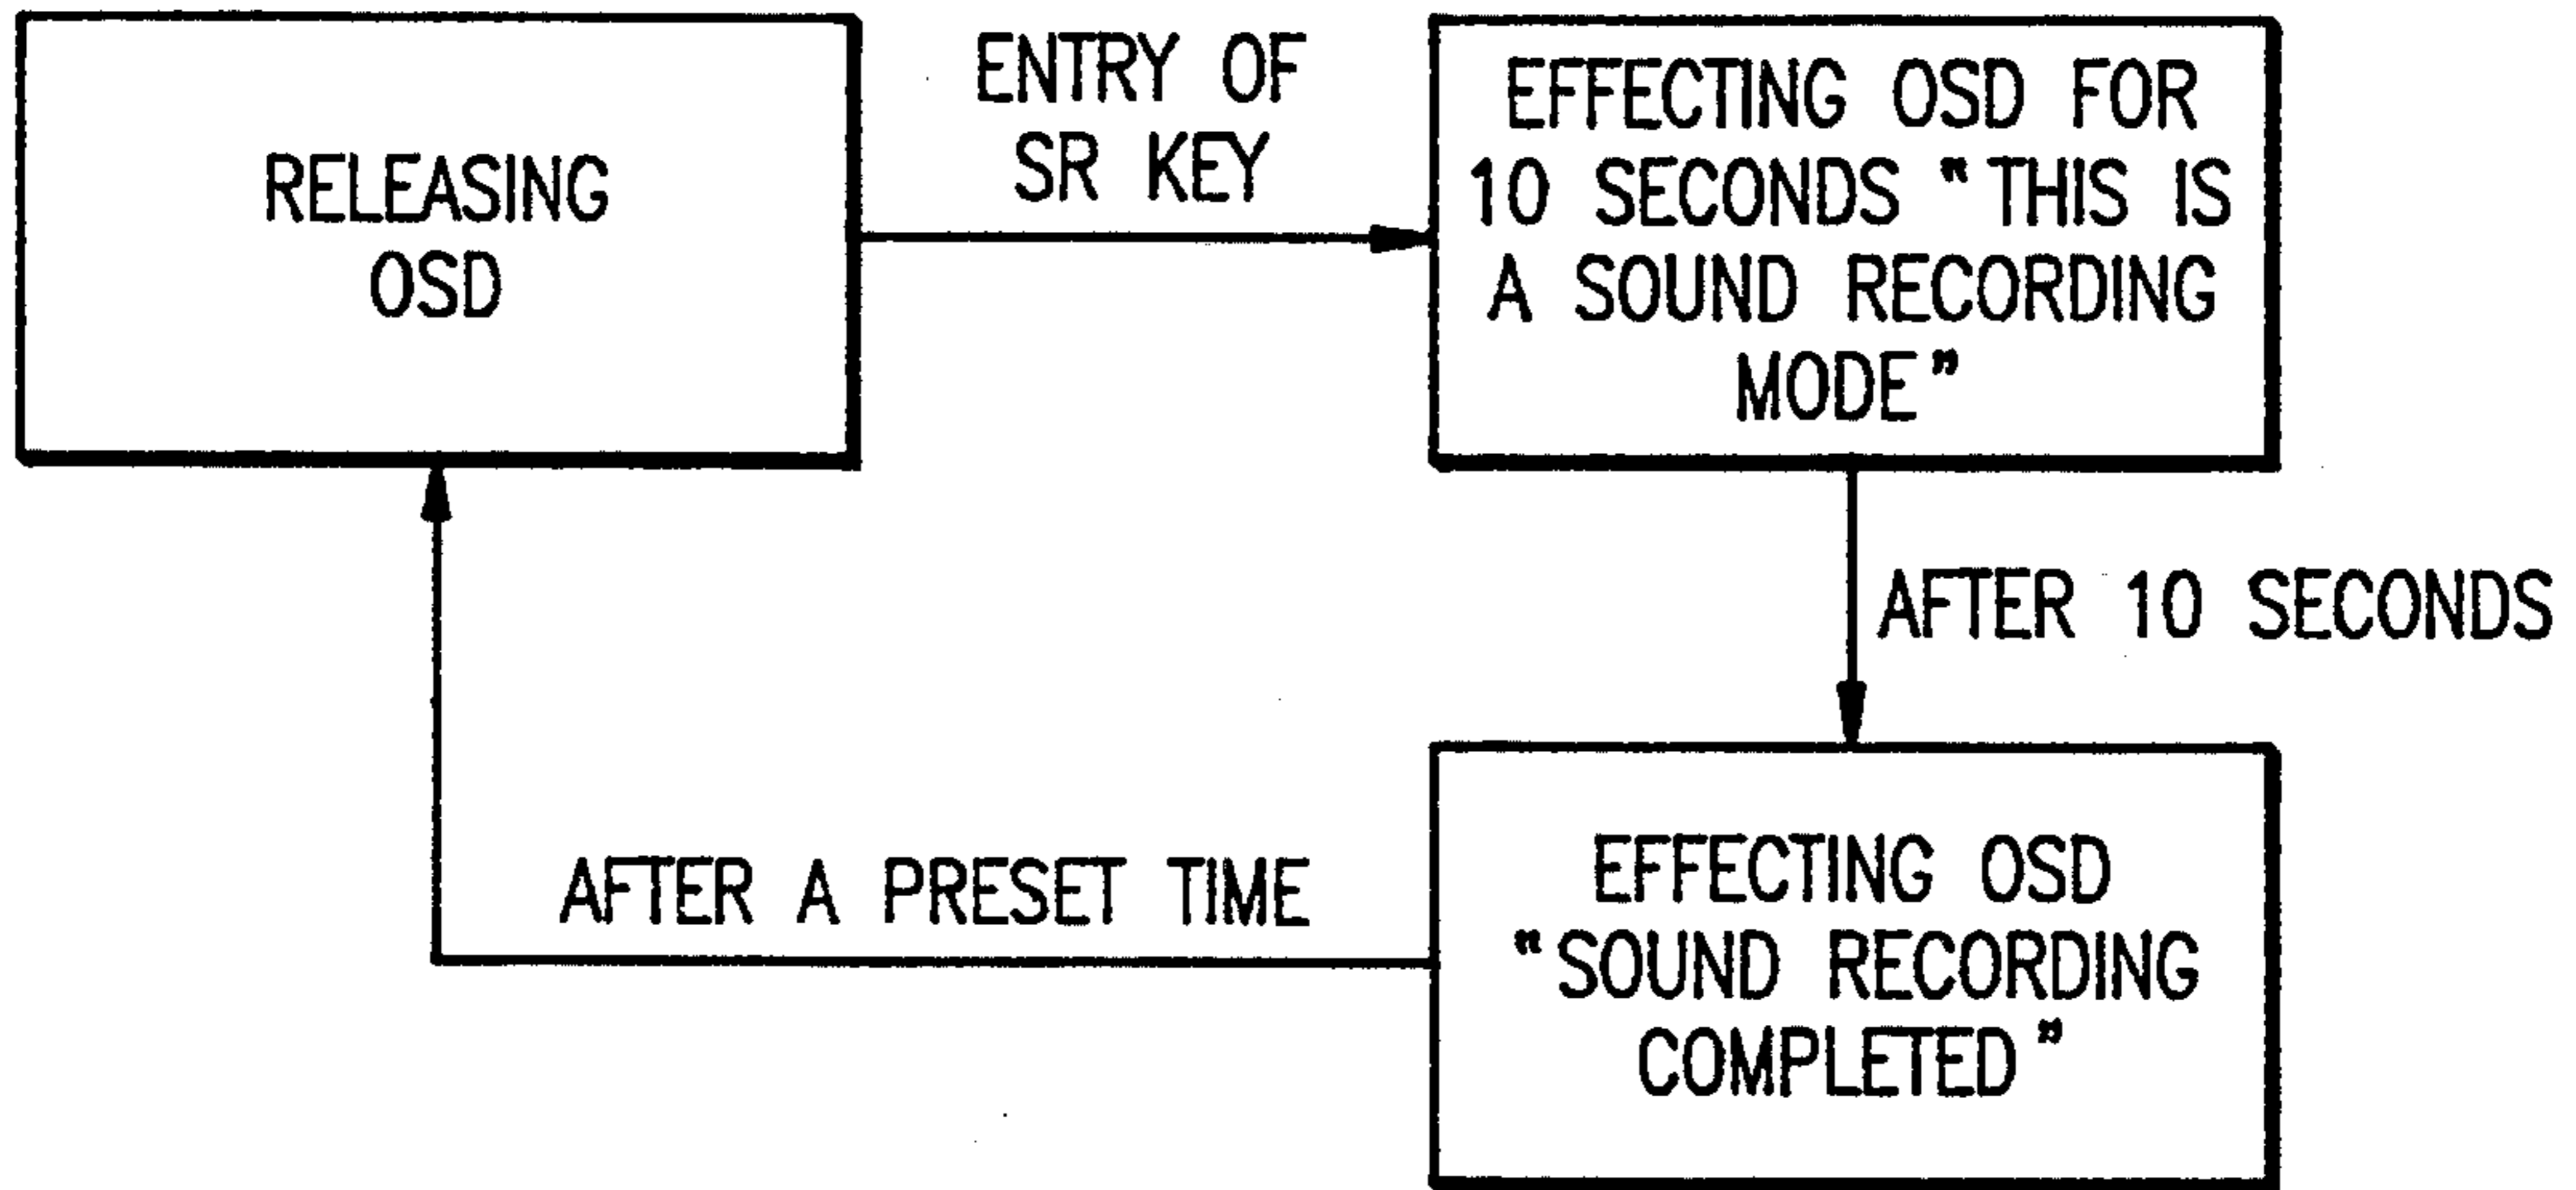 RELEASING
OSD
ENTRY OF
SR KEY
EFFECTING OSD FOR
10 SECONDS “THIS IS
A SOUND RECORDING
MODE”
AFTER 10 SECONDS
EFFECTING OSD
“SOUND RECORDING
COMPLETED”
AFTER A PRESET TIME